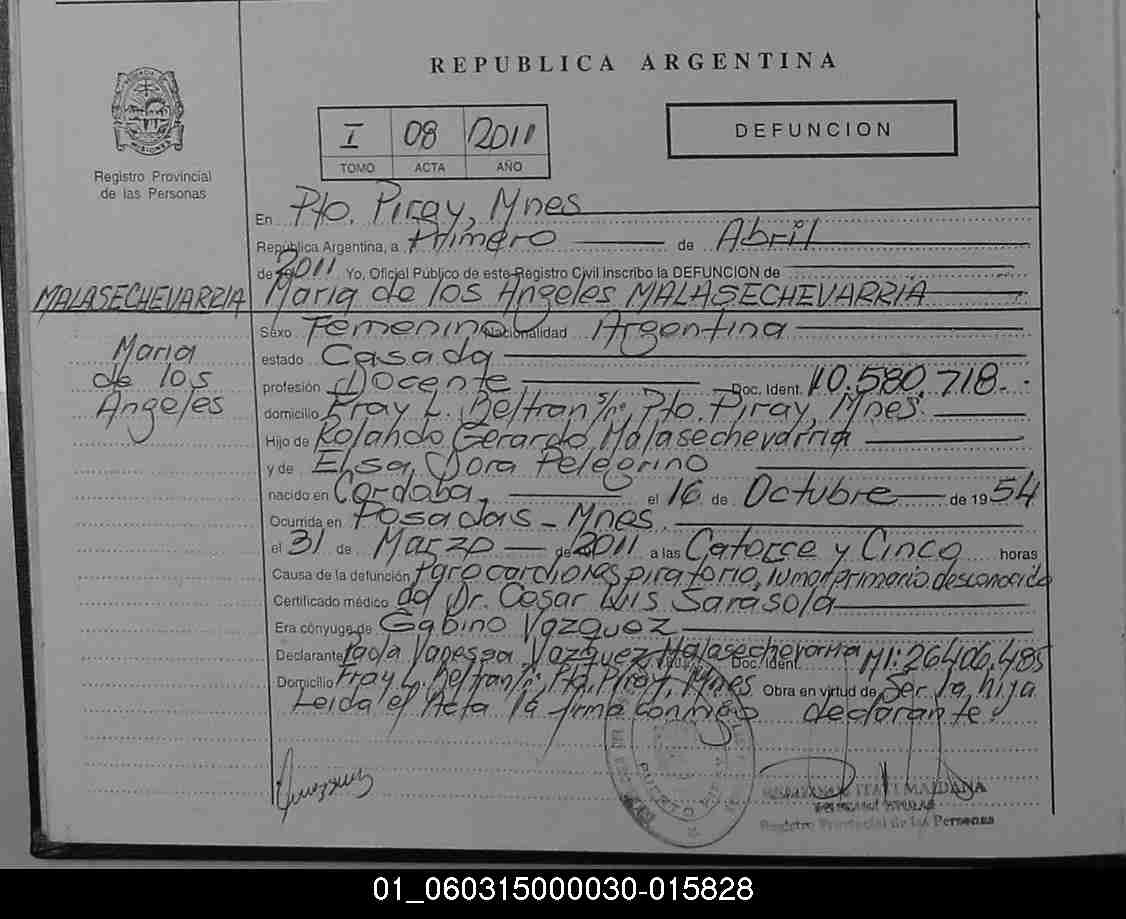 REPUBLICA ARGENTINA
I 08 2011
TOMO ACTA AÑO
DEFUNCION
Registro Provincial
de las Personas
MALASECHEVARRIA
Maria
de los
Angeles
En Pto. Piray, Mnes
República Argentina, a Primero de Abril
de 2011 Yo, Oficial Público de este Registro Civil inscribo la DEFUNCION de
Maria de los Angeles MALASECHEVARRIA
Sexo Femenino Nacionalidad Argentina
estado Casada
profesión Docente Doc. Ident. 10.580.718.
domicilio Fray L. Beltran s/n, Pto. Piray, Mnes.
Hijo de Rolando Gerardo Malasechevarria
y de Elsa Dora Pelegrino
nacido en Cordoba, el 16 de Octubre de 1954
Ocurrida en Posadas - Mnes.
el 31 de Marzo de 2011 a las Catorce y Cinco horas
Causa de la defunción Paro cardiorespiratorio, tumor primario desconocido
Certificado médico del Dr. Cesar Luis Sarasola
Era cónyuge de Gabino Vazquez
Declarante Paola Vanessa Vazquez Malasechevarria Doc. Ident. MI: 26406.485
Domicilio Fray L. Beltran s/n, Pto. Piray, Mnes Obra en virtud de Ser la hija
Leida el Acta la firma conmigo declarante.
ITATI MAIDANA
Registro Provincial de las Personas
01_060315000030-015828